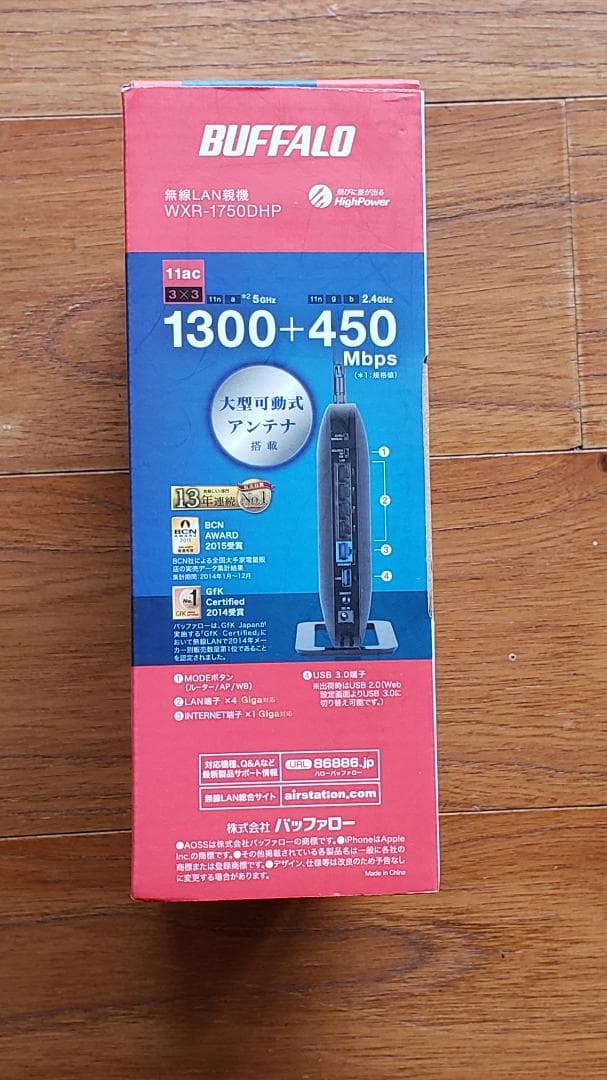 BUFFALO
無線LAN親機
WXR-1750DHP
飛びに差が出る
HighPower
11ac
3×3
11n a *2 5GHz
11n g b 2.4GHz
1300+450
Mbps
(*1:規格値)
大型可動式
アンテナ
搭載
①
②
③
④
13年連続 No.1
BCN
AWARD
2015
BCN
AWARD
2015受賞
BCN社による全国大手家電量販
店の実売データ集計結果
集計期間:2014年1月~12月
No.1
GfK
Certified
2014受賞
バッファローは、GfK Japanが
実施する「GfK Certified」に
おいて無線LANで2014年メー
カー別販売数量第1位であること
を認定されました。
①MODEボタン
(ルーター/AP/WB)
②LAN端子 ×4 Giga対応
③INTERNET端子 ×1 Giga対応
④USB 3.0端子
※出荷時はUSB 2.0(Web
設定画面よりUSB 3.0に
切り替え可能です。)
対応機種、Q&Aなど
最新製品サポート情報
URL 86886.jp
ハローバッファロー
無線LAN総合サイト
airstation.com
株式会社 バッファロー
●AOSSは株式会社バッファローの商標です。●iPhoneはApple
Inc.の商標です。●その他掲載されている各製品名は一般に各社の
商標または登録商標です。●デザイン、仕様等は改良のため予告なし
に変更する場合があります。
Made in China